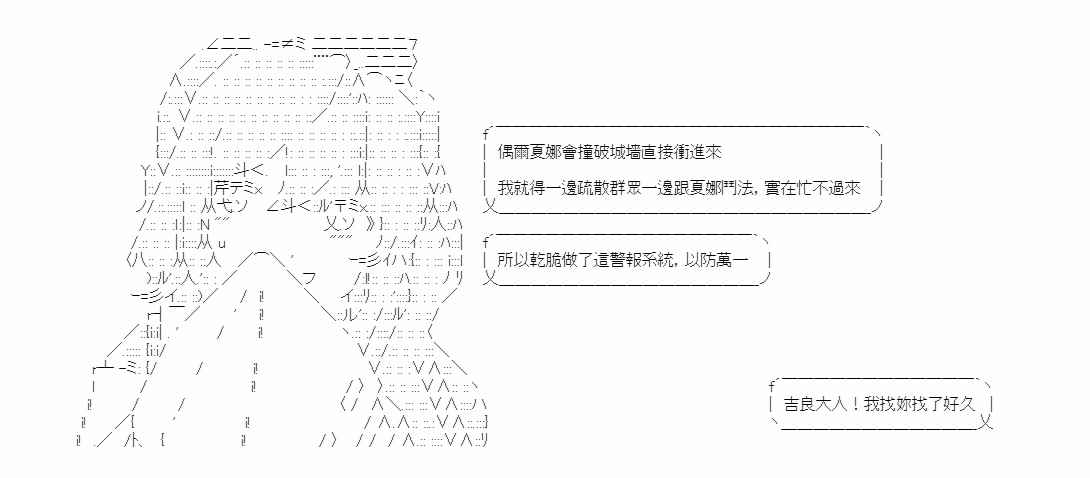 偶爾夏娜會撞破城墻直接衝進來
我就得一邊疏散群眾一邊跟夏娜鬥法，實在忙不過來
所以乾脆做了這警報系統，以防萬一
吉良大人！我找妳找了好久